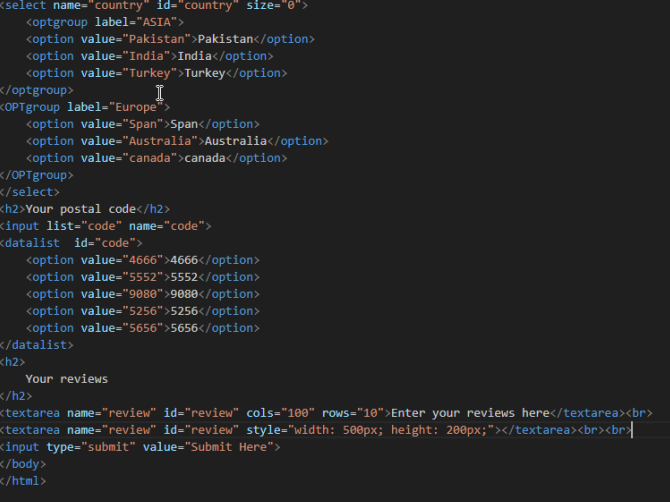 <select name="country" id="country" size="0">
<optgroup label="ASIA">
<option value="Pakistan">Pakistan</option>
<option value="India">India</option>
<option value="Turkey">Turkey</option>
</optgroup>
<OPTgroup label="Europe">
<option value="Span">Span</option>
<option value="Australia">Australia</option>
<option value="canada">canada</option>
</OPTgroup>
</select>
<h2>Your postal code</h2>
<input list="code" name="code">
<datalist  id="code">
<option value="4666">4666</option>
<option value="5552">5552</option>
<option value="9080">9080</option>
<option value="5256">5256</option>
<option value="5656">5656</option>
</datalist>
<h2>
Your reviews
</h2>
<textarea name="review" id="review" cols="100" rows="10">Enter your reviews here</textarea><br>
<textarea name="review" id="review" style="width: 500px; height: 200px;"></textarea><br><br>
<input type="submit" value="Submit Here">
</body>
</html>